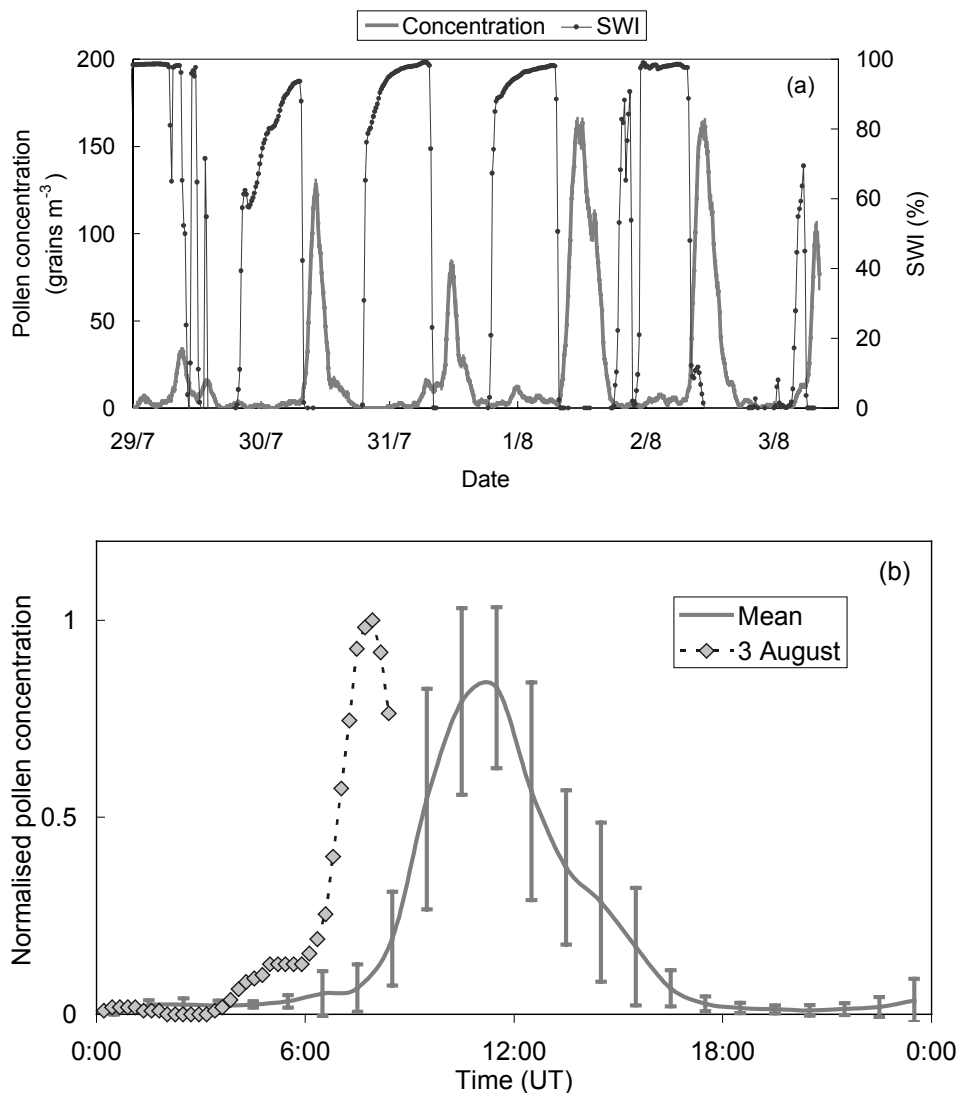 Concentration SWI
(a)
200
150
100
50
0
Pollen concentration
(grains m-3)
100
80
60
40
20
0
SWI (%)
29/7 30/7 31/7 1/8 2/8 3/8
Date
(b)
Mean
3 August
1
0.5
0
Normalised pollen concentration
0:00 6:00 12:00 18:00 0:00
Time (UT)